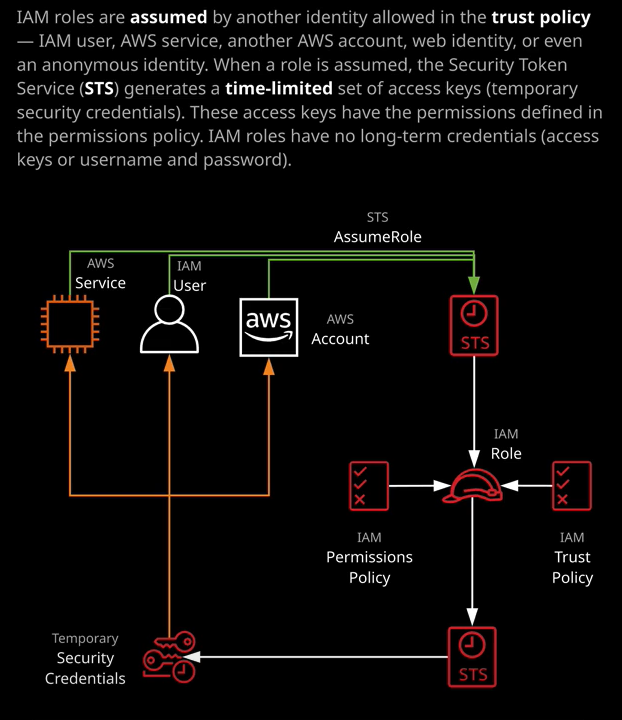 IAM roles are assumed by another identity allowed in the trust policy
— IAM user, AWS service, another AWS account, web identity, or even
an anonymous identity. When a role is assumed, the Security Token
Service (STS) generates a time-limited set of access keys (temporary
security credentials). These access keys have the permissions defined in
the permissions policy. IAM roles have no long-term credentials (access
keys or username and password).
STS
AssumeRole
AWS
Service
IAM
User
aws
AWS
Account
STS
IAM
Role
IAM
Permissions
Policy
IAM
Trust
Policy
Temporary
Security
Credentials
STS